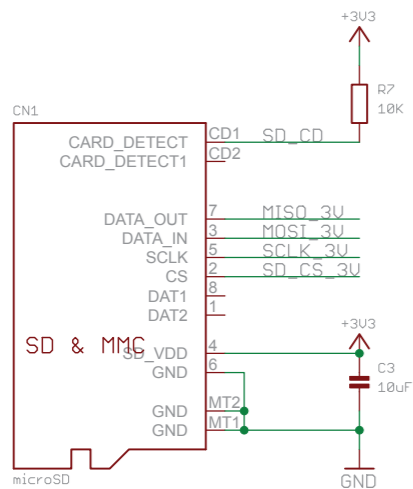 +3V3
R7
10K
CN1
CARD_DETECT CD1 SD_CD
CARD_DETECT1 CD2
DATA_OUT 7 MISO_3V
DATA_IN 3 MOSI_3V
SCLK 5 SCLK_3V
CS 2 SD_CS_3V
DAT1 8
DAT2 1
+3V3
SD & MMC
SD_VDD 4
GND 6
C3
10uF
GND MT2
GND MT1
microSD
GND